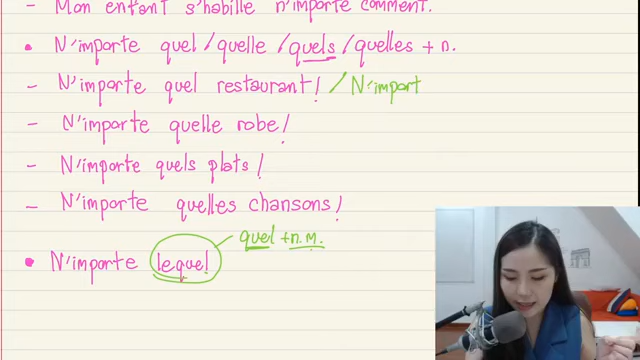 - Mon enfant s'habille n'importe comment.
• N'importe quel / quelle / quels / quelles + n.
- N'importe quel restaurant! / N'import
- N'importe quelle robe!
- N'importe quels plats!
- N'importe quelles chansons!
quel + n.m.
• N'importe lequel